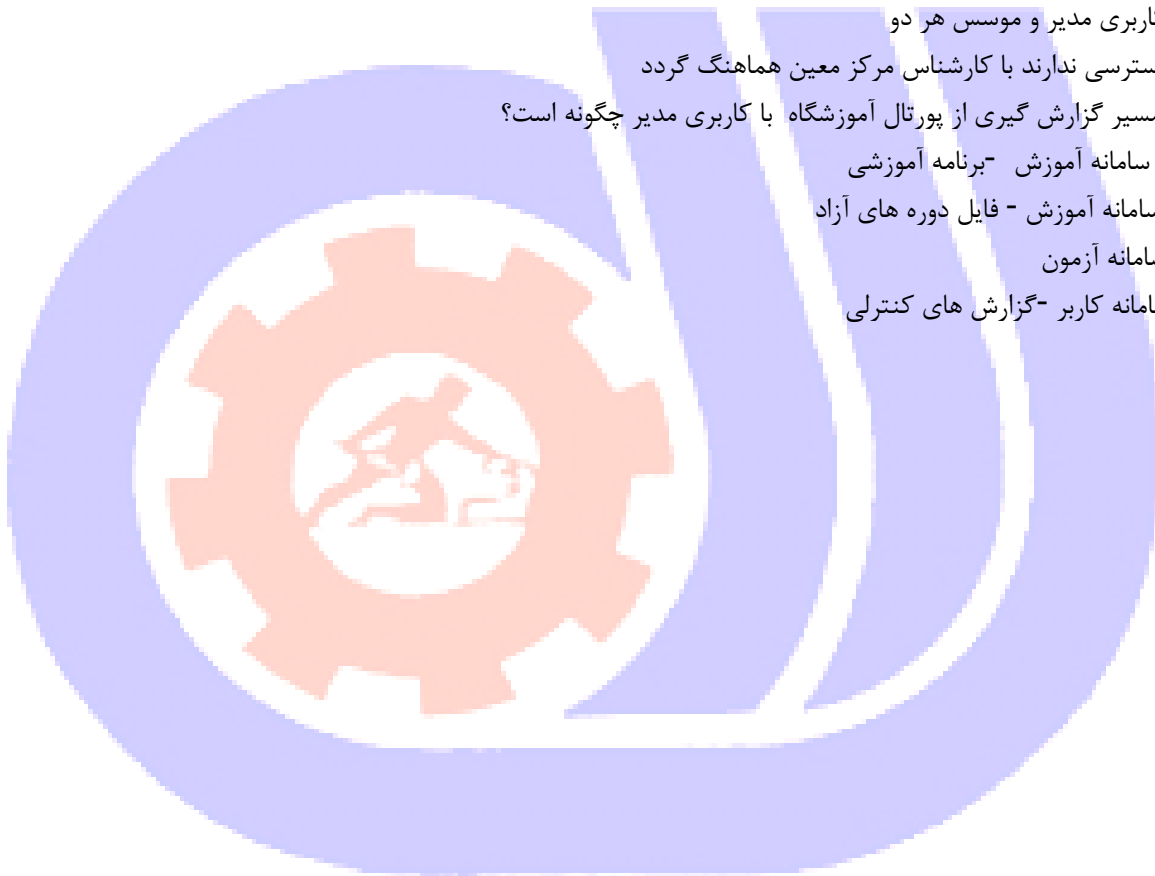 کاربری مدیر و موسس هر دو
دسترسی ندارند با کارشناس مرکز معین هماهنگ گردد
مسیر گزارش گیری از پورتال آموزشگاه با کاربری مدیر چگونه است؟
سامانه آموزش -برنامه آموزشی
سامانه آموزش - فایل دوره های آزاد
سامانه آزمون
سامانه کاربر -گزارش های کنترلی